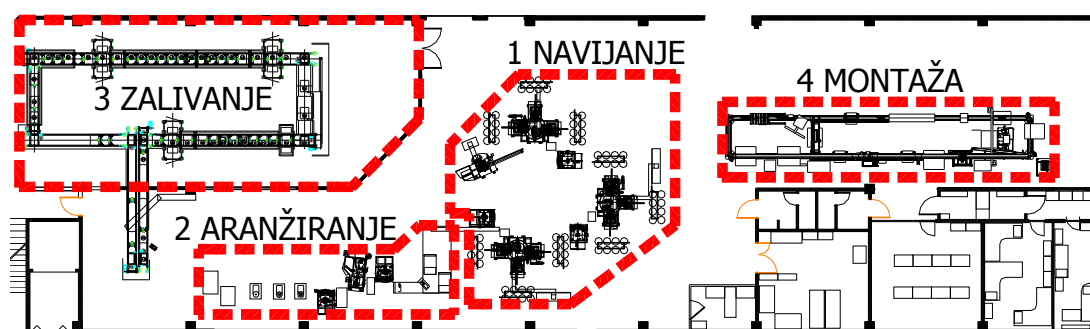 1 NAVIJANJE
4 MONTAŽA
3 ZALIVANJE
2 ARANŽIRANJE